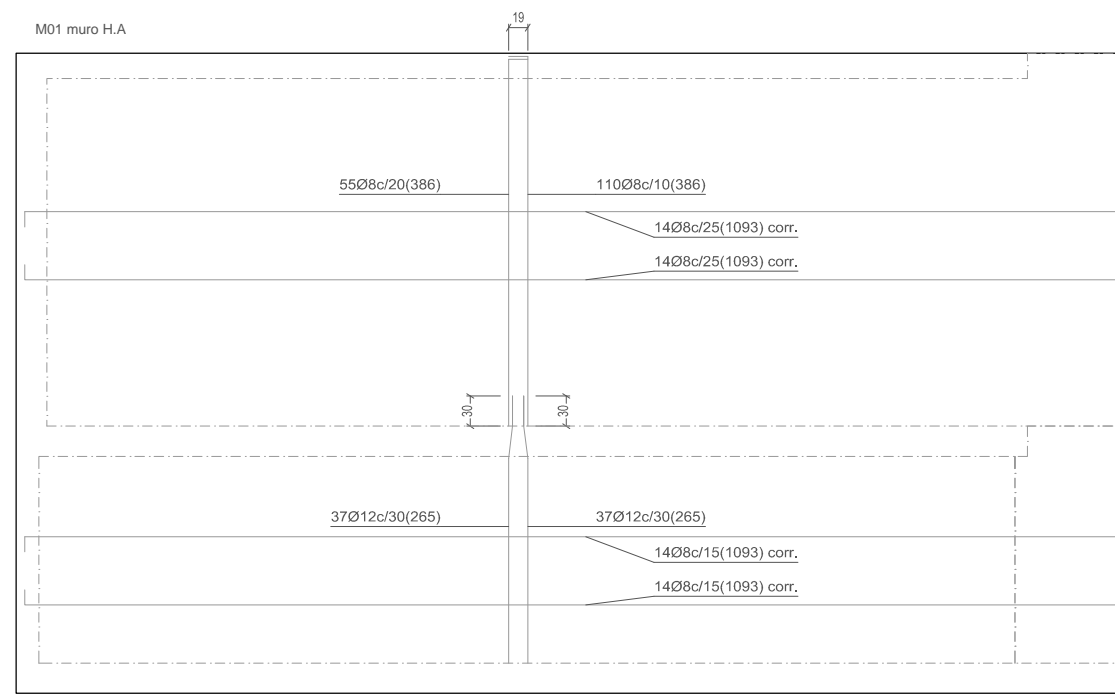 19
M01 muro H.A
55Ø8c/20(386)
110Ø8c/10(386)
14Ø8c/25(1093) corr.
14Ø8c/25(1093) corr.
30
30
37Ø12c/30(265)
37Ø12c/30(265)
14Ø8c/15(1093) corr.
14Ø8c/15(1093) corr.